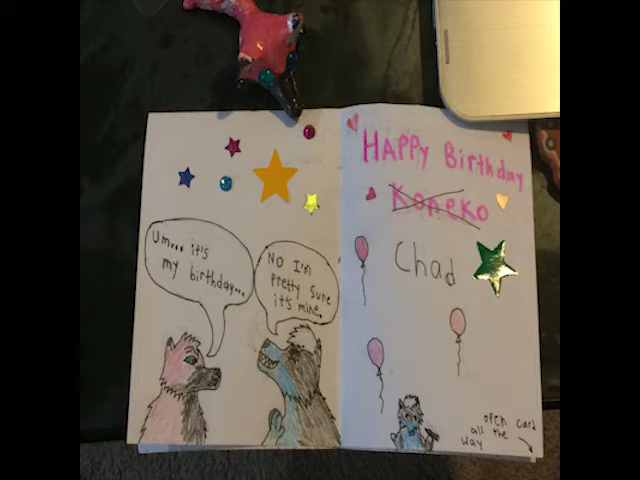 Um... it's
my birthday...
No I'm
pretty sure
it's mine.
HAPPY Birthday
Koneko
Chad
open card
all the
way